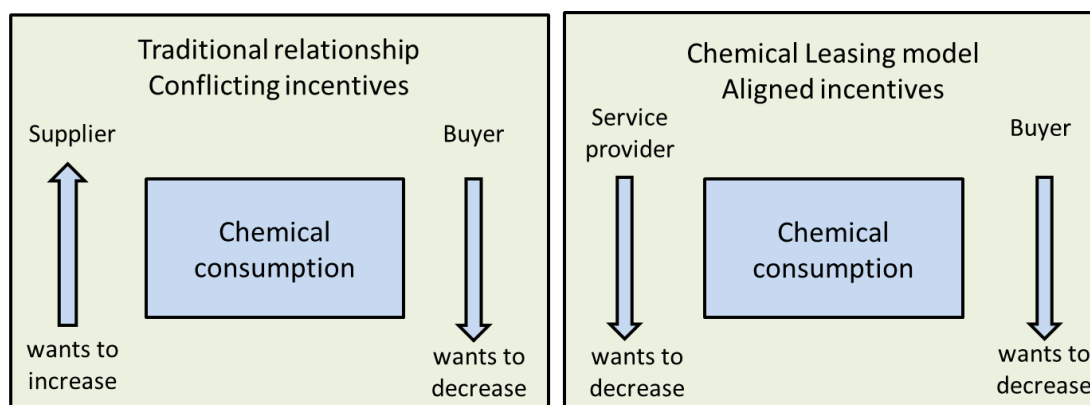 Traditional relationship
Conflicting incentives
Supplier
Buyer
Chemical
consumption
wants to
increase
wants to
decrease
Chemical Leasing model
Aligned incentives
Service
provider
Buyer
Chemical
consumption
wants to
decrease
wants to
decrease